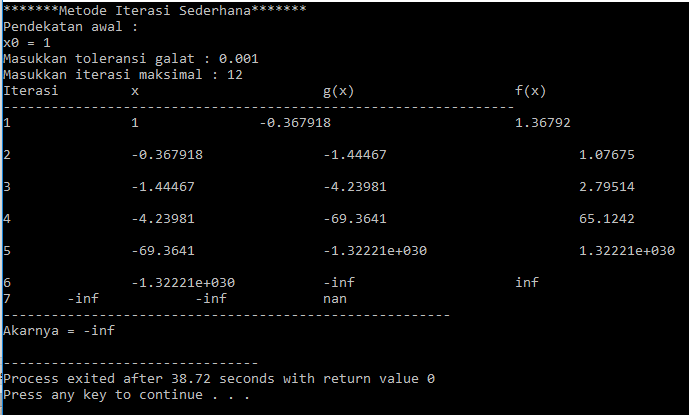 *******Metode Iterasi Sederhana*******
Pendekatan awal :
x0 = 1
Masukkan toleransi galat : 0.001
Masukkan iterasi maksimal : 12
Iterasi x g(x) f(x)
----------------------------------------------------------------
1 1 -0.367918 1.36792
2 -0.367918 -1.44467 1.07675
3 -1.44467 -4.23981 2.79514
4 -4.23981 -69.3641 65.1242
5 -69.3641 -1.32221e+030 1.32221e+030
6 -1.32221e+030 -inf inf
7 -inf -inf nan
--------------------------------------------------------
Akarnya = -inf
--------------------------------
Process exited after 38.72 seconds with return value 0
Press any key to continue . . .